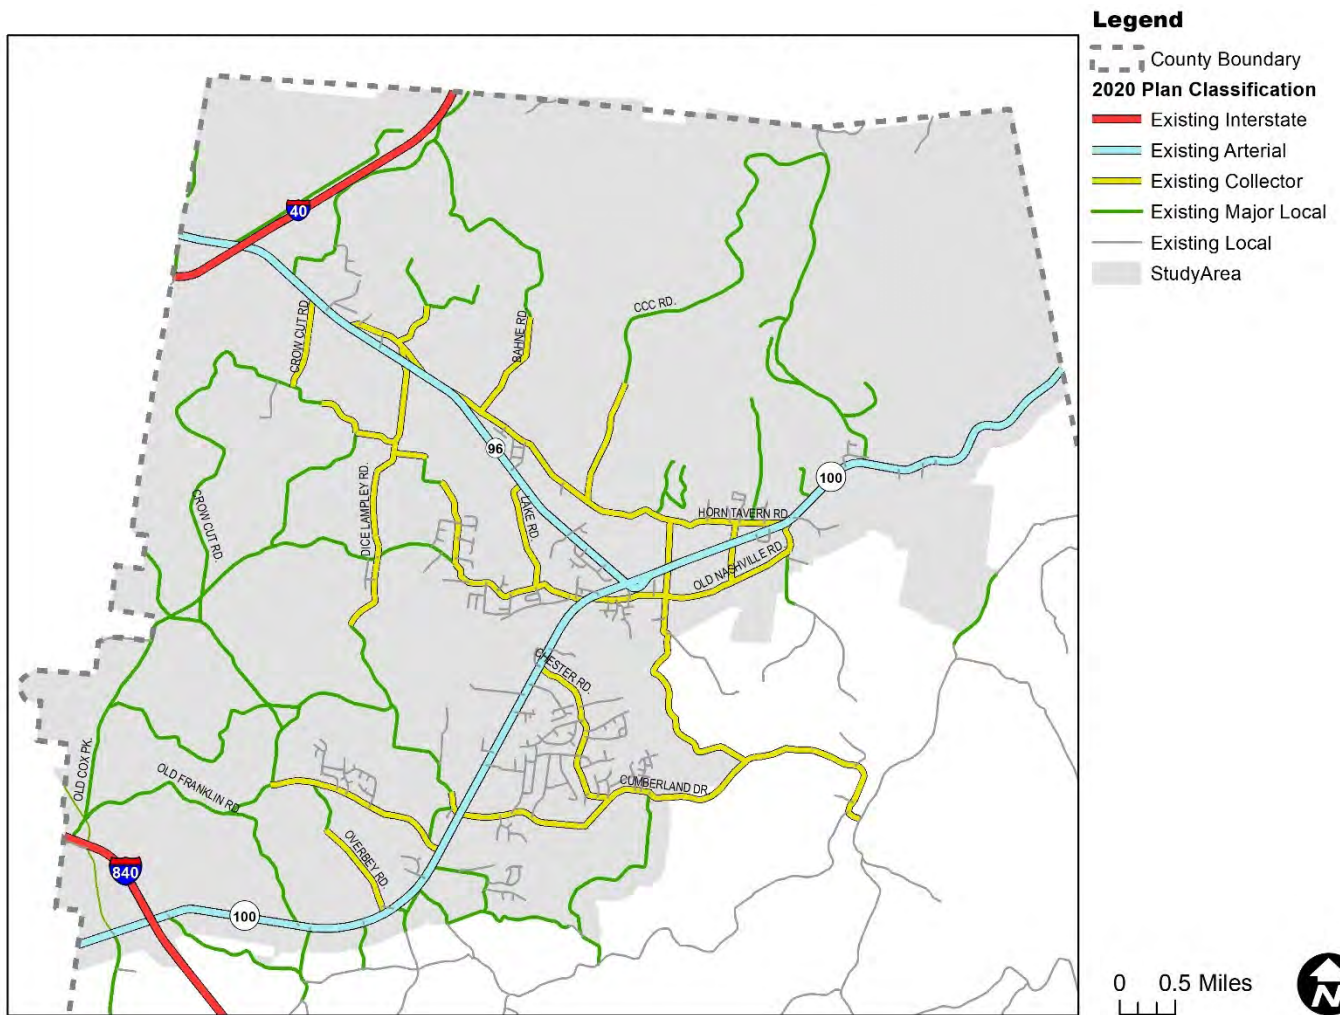 Legend
County Boundary
2020 Plan Classification
Existing Interstate
Existing Arterial
Existing Collector
Existing Major Local
Existing Local
StudyArea
40
CROW CUT RD.
BAHNE RD.
CCC RD.
96
100
CROW CUT RD.
DICE LAMPLEY RD.
LAKE RD.
HORN TAVERN RD.
OLD NASHVILLE RD.
CHESTER RD.
OLD COX PK.
OLD FRANKLIN RD.
CUMBERLAND DR.
OVERBEY RD.
840
100
0 0.5 Miles
N